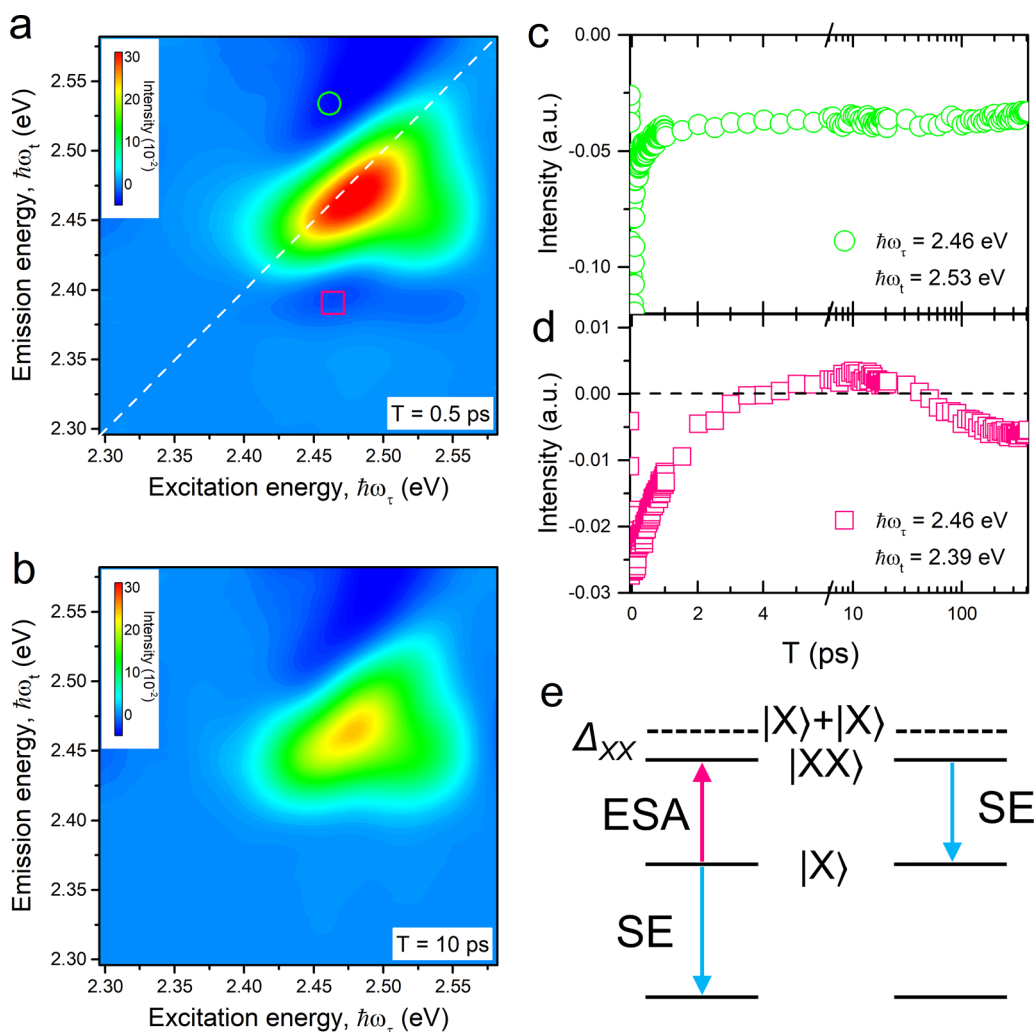 a
Emission energy, ħωt (eV)
2.55
2.50
2.45
2.40
2.35
2.30
30
20
10
0
Intensity (10-2)
T = 0.5 ps
2.30 2.35 2.40 2.45 2.50 2.55
Excitation energy, ħωτ (eV)
b
Emission energy, ħωt (eV)
2.55
2.50
2.45
2.40
2.35
2.30
30
20
10
0
Intensity (10-2)
T = 10 ps
2.30 2.35 2.40 2.45 2.50 2.55
Excitation energy, ħωτ (eV)
c
Intensity (a.u.)
0.00
-0.05
-0.10
ħωτ = 2.46 eV
ħωt = 2.53 eV
d
Intensity (a.u.)
0.01
0.00
-0.01
-0.02
-0.03
ħωτ = 2.46 eV
ħωt = 2.39 eV
0 2 4 10 100
T (ps)
e
ΔXX
|X⟩+|X⟩
|XX⟩
ESA
SE
|X⟩
SE